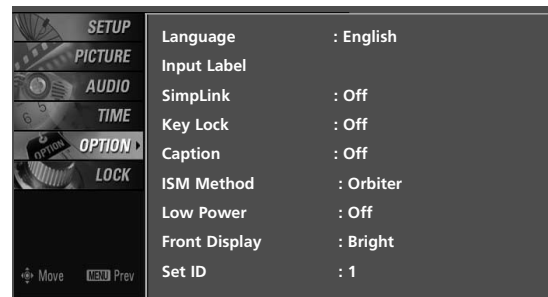 SETUP
PICTURE
AUDIO
TIME
OPTION
LOCK
Move MENU Prev
Language : English
Input Label
SimpLink : Off
Key Lock : Off
Caption : Off
ISM Method : Orbiter
Low Power : Off
Front Display : Bright
Set ID : 1